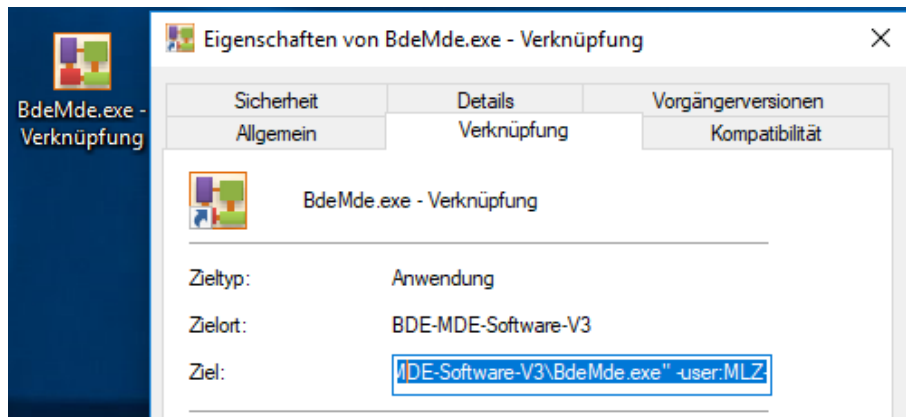 BdeMde.exe -
Verknüpfung
Eigenschaften von BdeMde.exe - Verknüpfung
Sicherheit Details Vorgängerversionen
Allgemein Verknüpfung Kompatibilität
BdeMde.exe - Verknüpfung
Zieltyp: Anwendung
Zielort: BDE-MDE-Software-V3
Ziel: MDE-Software-V3\BdeMde.exe" -user:MLZ-